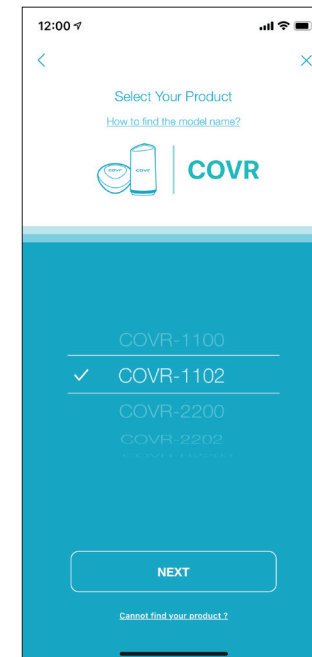 12:00
Select Your Product
How to find the model name?
COVR COVR
COVR
COVR-1100
COVR-1102
COVR-2200
COVR-2202
NEXT
Cannot find your product ?